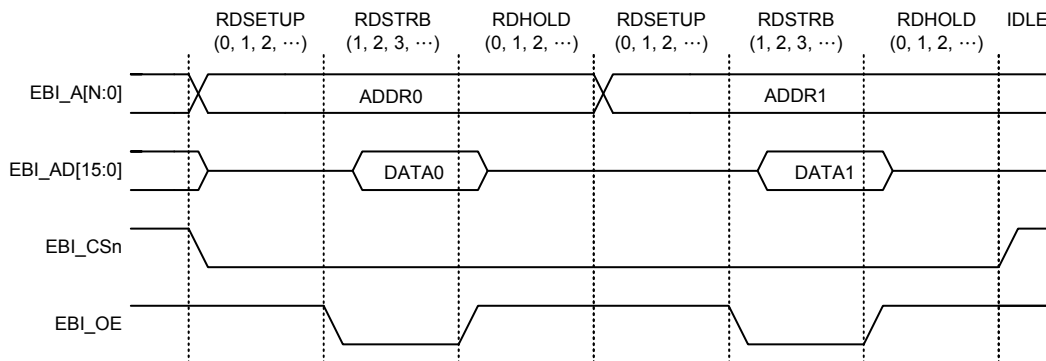 RDSETUP RDSTRB RDHOLD RDSETUP RDSTRB RDHOLD IDLE
(0, 1, 2, ⋯) (1, 2, 3, ⋯) (0, 1, 2, ⋯) (0, 1, 2, ⋯) (1, 2, 3, ⋯) (0, 1, 2, ⋯)
EBI_A[N:0] ADDR0 ADDR1
EBI_AD[15:0] DATA0 DATA1
EBI_CSn
EBI_OE